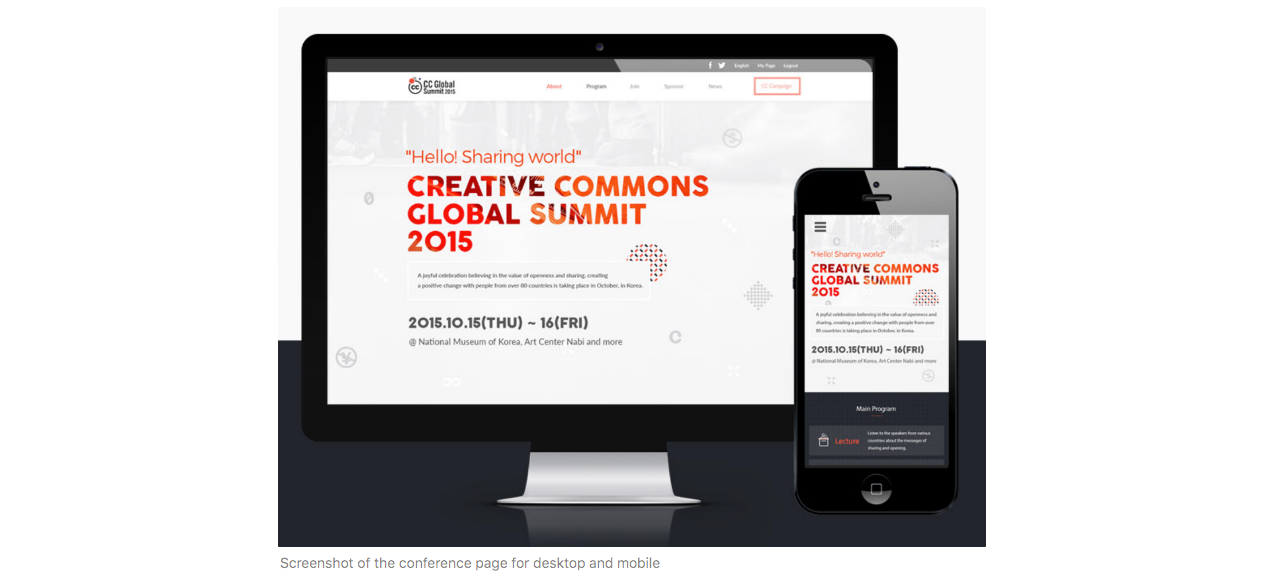 English My Page Logout
CC Global
Summit 2015
About Program Join Sponsor News CC Campaign
"Hello! Sharing world"
CREATIVE COMMONS
GLOBAL SUMMIT
2015
A joyful celebration believing in the value of openness and sharing, creating
a positive change with people from over 80 countries is taking place in October, in Korea.
2015.10.15(THU) ~ 16(FRI)
@ National Museum of Korea, Art Center Nabi and more
"Hello! Sharing world"
CREATIVE COMMONS
GLOBAL SUMMIT
2015
A joyful celebration believing in the value of openness and
sharing, creating a positive change with people from over
80 countries is taking place in October, in Korea.
2015.10.15(THU) ~ 16(FRI)
@ National Museum of Korea, Art Center Nabi and more
Main Program
Lecture
Listen to the speakers from various
countries about the messages of
sharing and opening.
Screenshot of the conference page for desktop and mobile